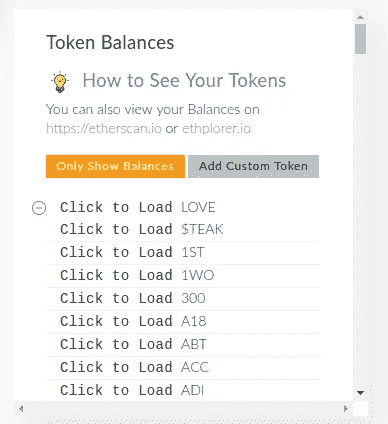 Token Balances
How to See Your Tokens
You can also view your Balances on
https://etherscan.io or ethplorer.io
Only Show Balances Add Custom Token
Click to Load LOVE
Click to Load $TEAK
Click to Load 1ST
Click to Load 1WO
Click to Load 300
Click to Load A18
Click to Load ABT
Click to Load ACC
Click to Load ADI